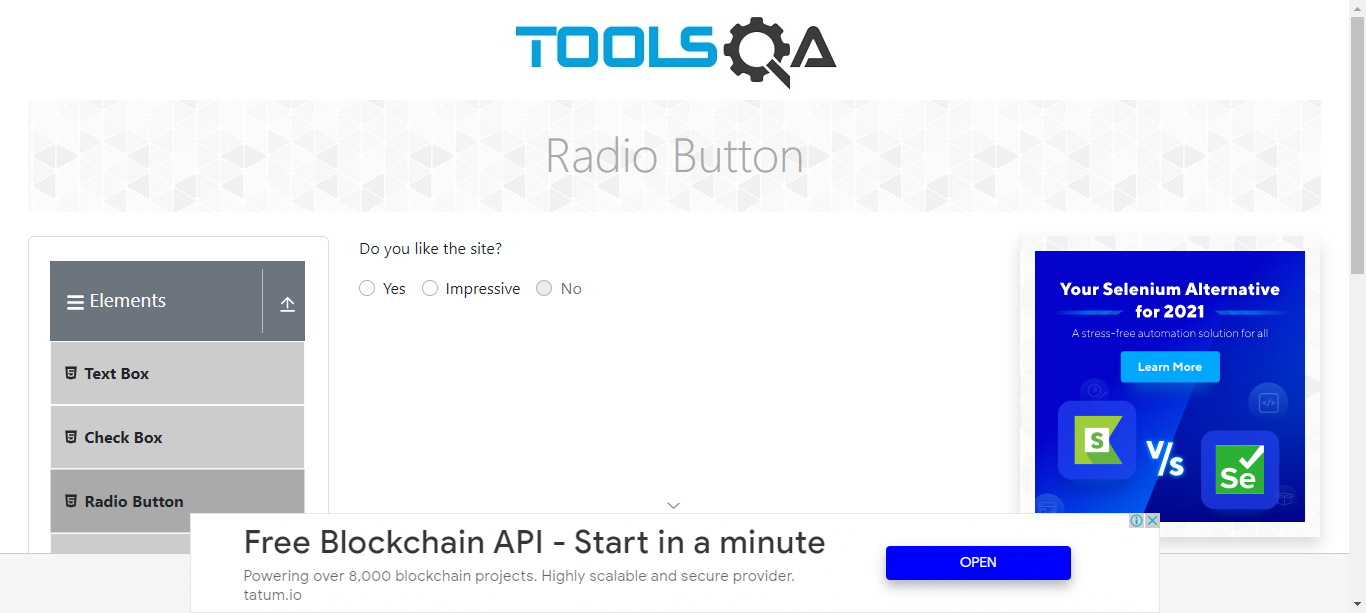 TOOLSQA
Radio Button
Elements
Text Box
Check Box
Radio Button
Do you like the site?
Yes Impressive No
Your Selenium Alternative
for 2021
A stress-free automation solution for all
Learn More
S
V/s
Se
Free Blockchain API - Start in a minute
Powering over 8,000 blockchain projects. Highly scalable and secure provider.
tatum.io
OPEN